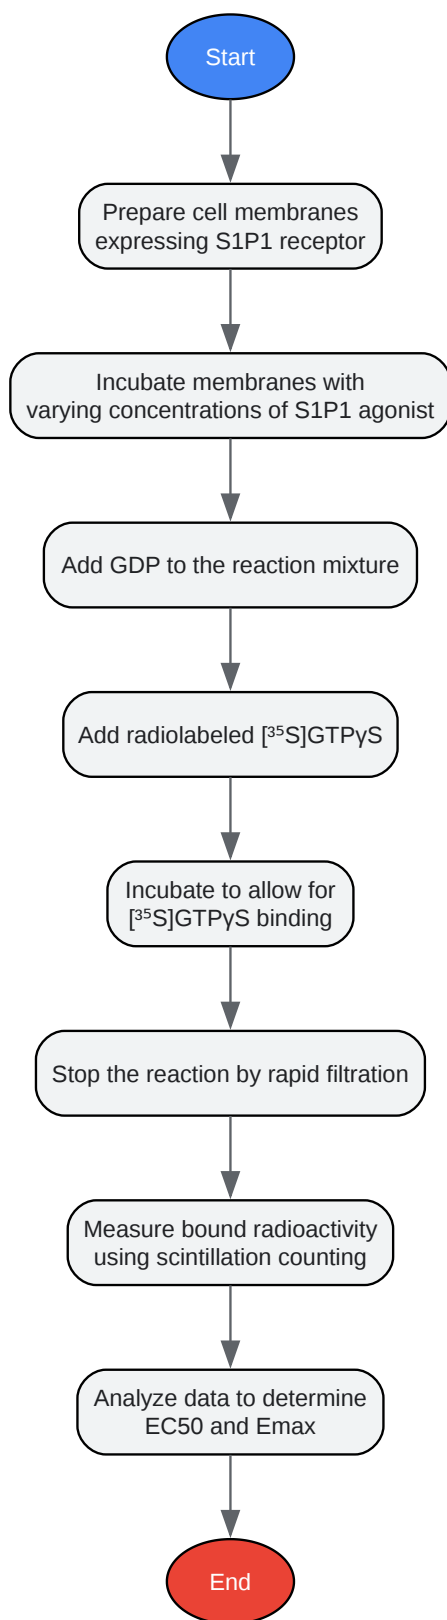 Start
Prepare cell membranes
expressing S1P1 receptor
Incubate membranes with
varying concentrations of S1P1 agonist
Add GDP to the reaction mixture
Add radiolabeled [³⁵S]GTPγS
Incubate to allow for
[³⁵S]GTPγS binding
Stop the reaction by rapid filtration
Measure bound radioactivity
using scintillation counting
Analyze data to determine
EC50 and Emax
End